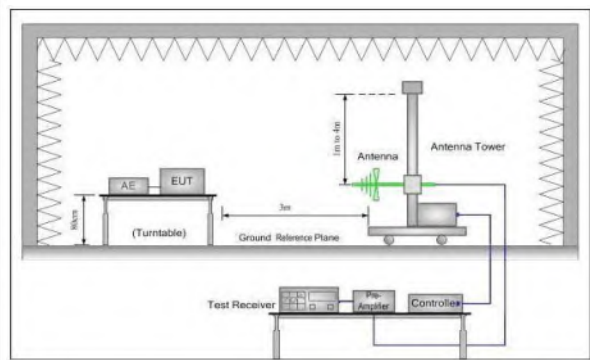 1m to 4m
Antenna
Antenna Tower
AE
EUT
80cm
(Turntable)
3m
Ground Reference Plane
Test Receiver
Pre-
Amplifier
Controller